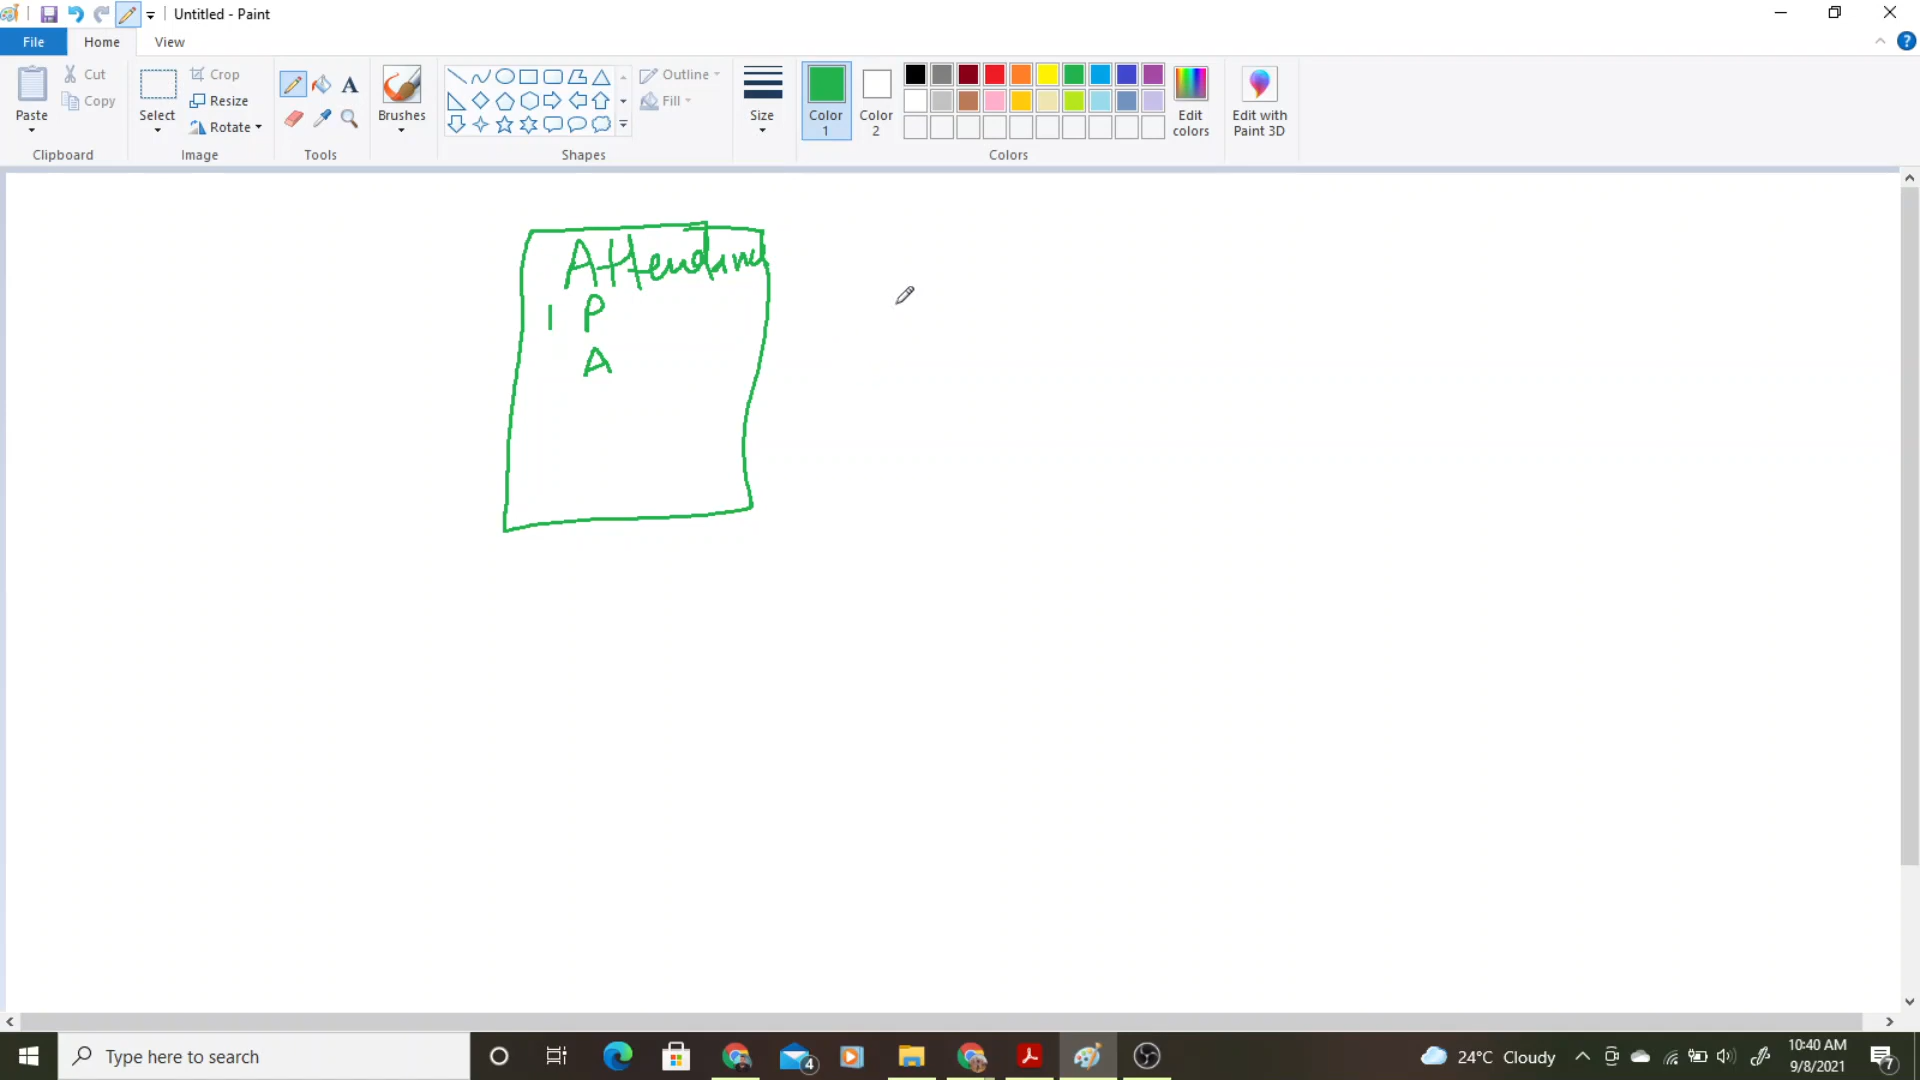 Untitled - Paint
File Home View
Cut
Copy
Paste
Clipboard
Select
Crop
Resize
Rotate
Image
A
Tools
Brushes
Shapes
Outline
Fill
Size
Color 1
Color 2
Edit colors
Colors
Edit with Paint 3D
1 P
A
Type here to search
4
24°C Cloudy
10:40 AM
9/8/2021
7